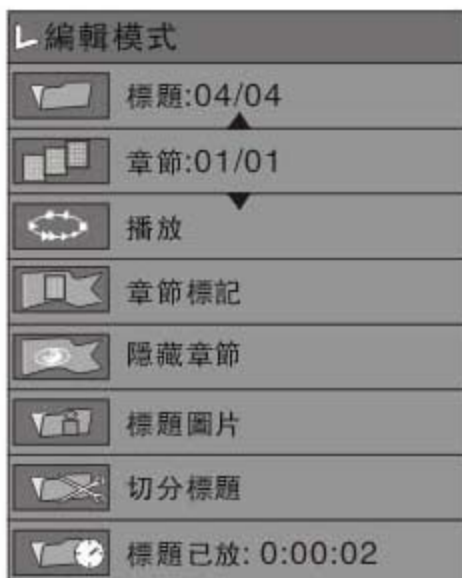 編輯模式
標題:04/04
章節:01/01
播放
章節標記
隱藏章節
標題圖片
切分標題
標題已放: 0:00:02